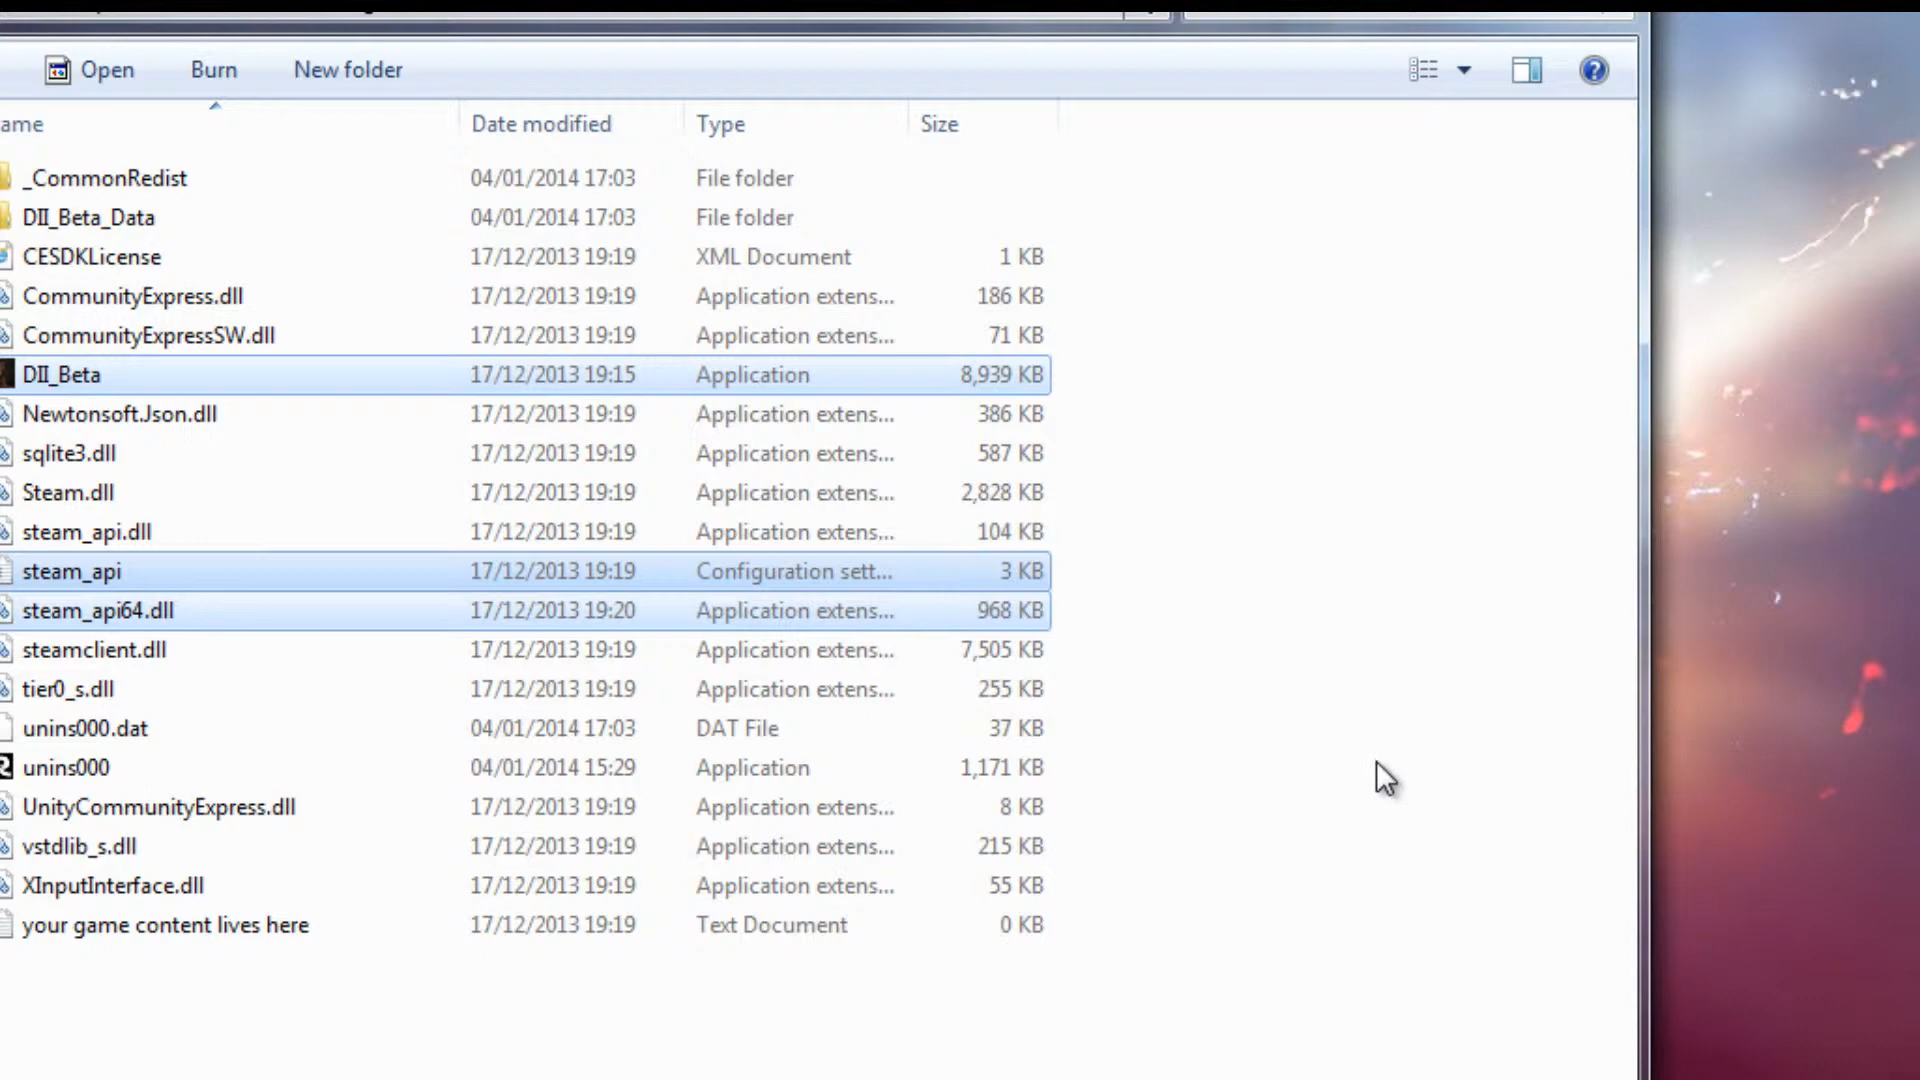 Open Burn New folder
ame Date modified Type Size
_CommonRedist 04/01/2014 17:03 File folder
DII_Beta_Data 04/01/2014 17:03 File folder
CESDKLicense 17/12/2013 19:19 XML Document 1 KB
CommunityExpress.dll 17/12/2013 19:19 Application extens... 186 KB
CommunityExpressSW.dll 17/12/2013 19:19 Application extens... 71 KB
DII_Beta 17/12/2013 19:15 Application 8,939 KB
Newtonsoft.Json.dll 17/12/2013 19:19 Application extens... 386 KB
sqlite3.dll 17/12/2013 19:19 Application extens... 587 KB
Steam.dll 17/12/2013 19:19 Application extens... 2,828 KB
steam_api.dll 17/12/2013 19:19 Application extens... 104 KB
steam_api 17/12/2013 19:19 Configuration sett... 3 KB
steam_api64.dll 17/12/2013 19:20 Application extens... 968 KB
steamclient.dll 17/12/2013 19:19 Application extens... 7,505 KB
tier0_s.dll 17/12/2013 19:19 Application extens... 255 KB
unins000.dat 04/01/2014 17:03 DAT File 37 KB
unins000 04/01/2014 15:29 Application 1,171 KB
UnityCommunityExpress.dll 17/12/2013 19:19 Application extens... 8 KB
vstdlib_s.dll 17/12/2013 19:19 Application extens... 215 KB
XInputInterface.dll 17/12/2013 19:19 Application extens... 55 KB
your game content lives here 17/12/2013 19:19 Text Document 0 KB